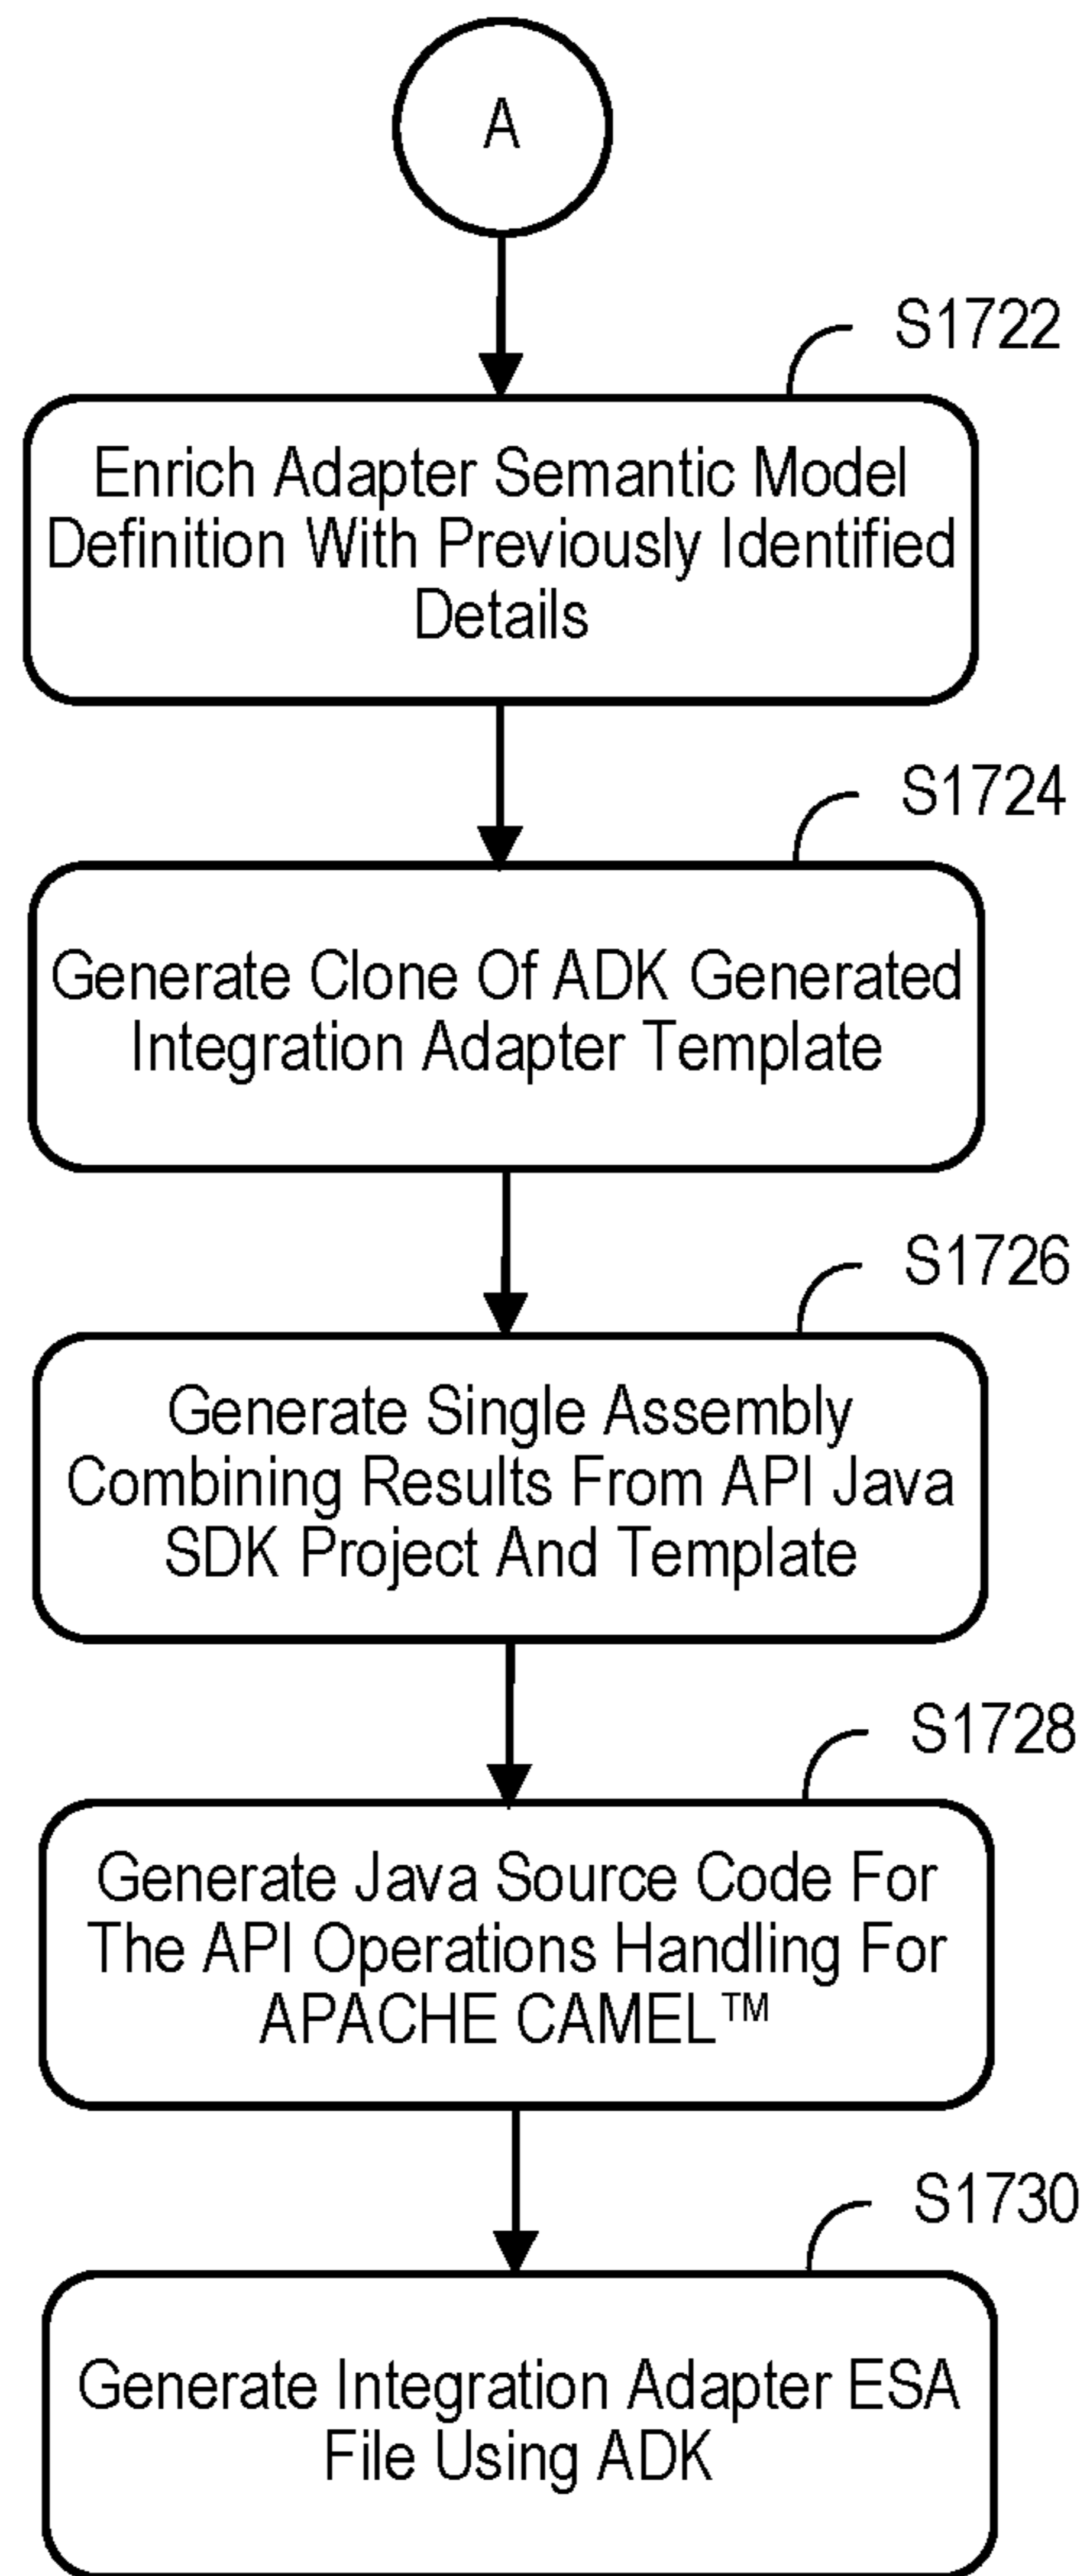 A
S1722
Enrich Adapter Semantic Model
Definition With Previously Identified
Details
S1724
Generate Clone Of ADK Generated
Integration Adapter Template
S1726
Generate Single Assembly
Combining Results From API Java
SDK Project And Template
S1728
Generate Java Source Code For
The API Operations Handling For
APACHE CAMEL™
S1730
Generate Integration Adapter ESA
File Using ADK